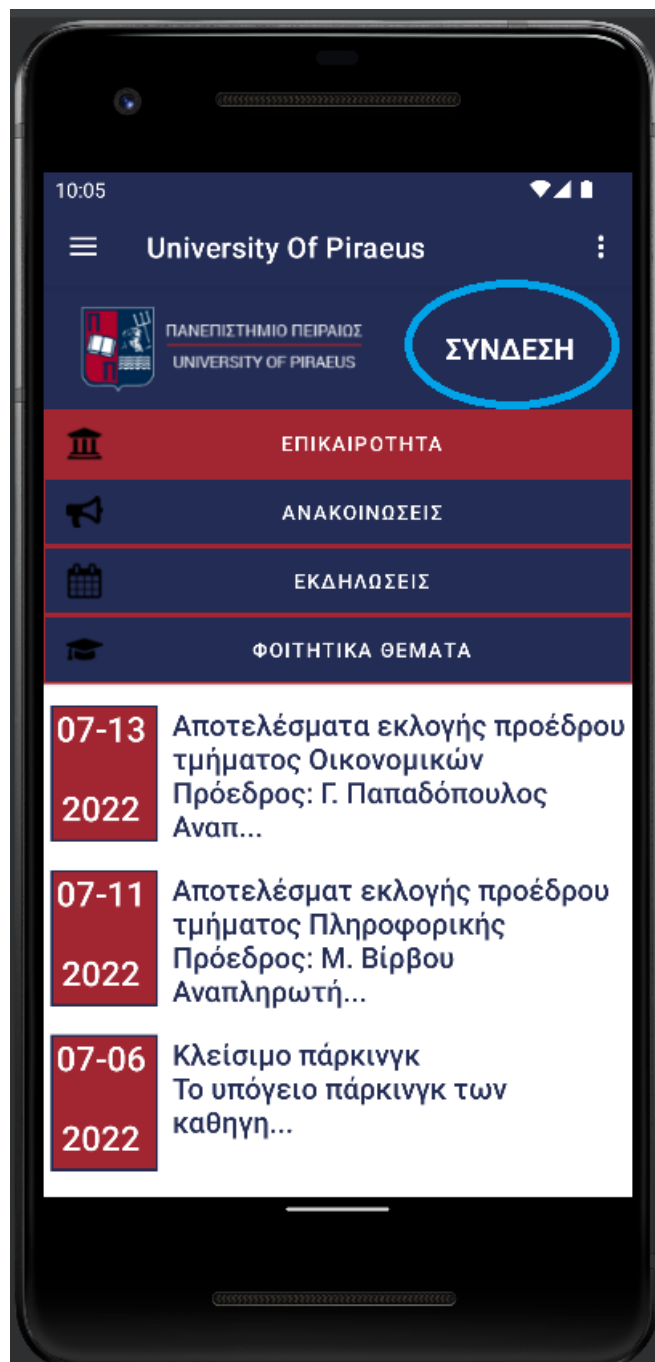 10:05
University Of Piraeus
ΠΑΝΕΠΙΣΤΗΜΙΟ ΠΕΙΡΑΙΩΣ
UNIVERSITY OF PIRAEUS
ΣΥΝΔΕΣΗ
ΕΠΙΚΑΙΡΟΤΗΤΑ
ΑΝΑΚΟΙΝΩΣΕΙΣ
ΕΚΔΗΛΩΣΕΙΣ
ΦΟΙΤΗΤΙΚΑ ΘΕΜΑΤΑ
07-13
2022
Αποτελέσματα εκλογής προέδρου
τμήματος Οικονομικών
Πρόεδρος: Γ. Παπαδόπουλος
Αναπ...
07-11
2022
Αποτελέσματ εκλογής προέδρου
τμήματος Πληροφορικής
Πρόεδρος: Μ. Βίρβου
Αναπληρωτή...
07-06
2022
Κλείσιμο πάρκινγκ
Το υπόγειο πάρκινγκ των
καθηγη...